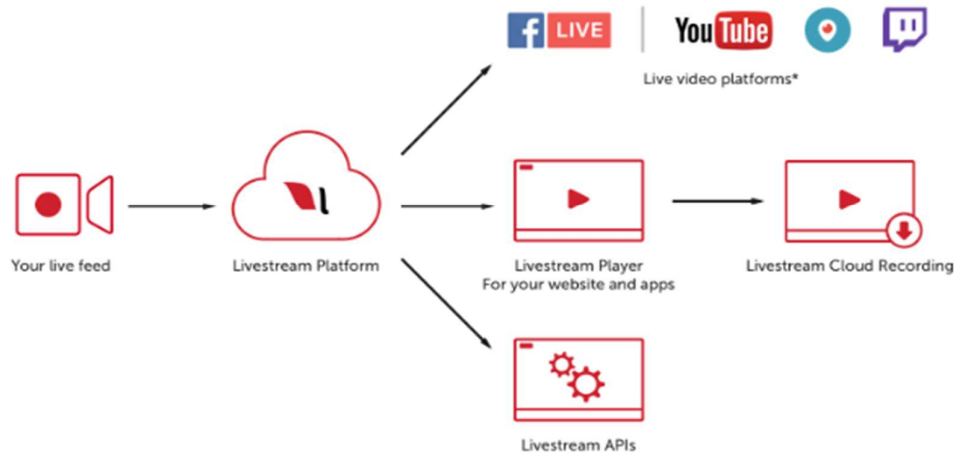 f LIVE
YouTube
Live video platforms*
Your live feed
Livestream Platform
Livestream Player
For your website and apps
Livestream Cloud Recording
Livestream APIs